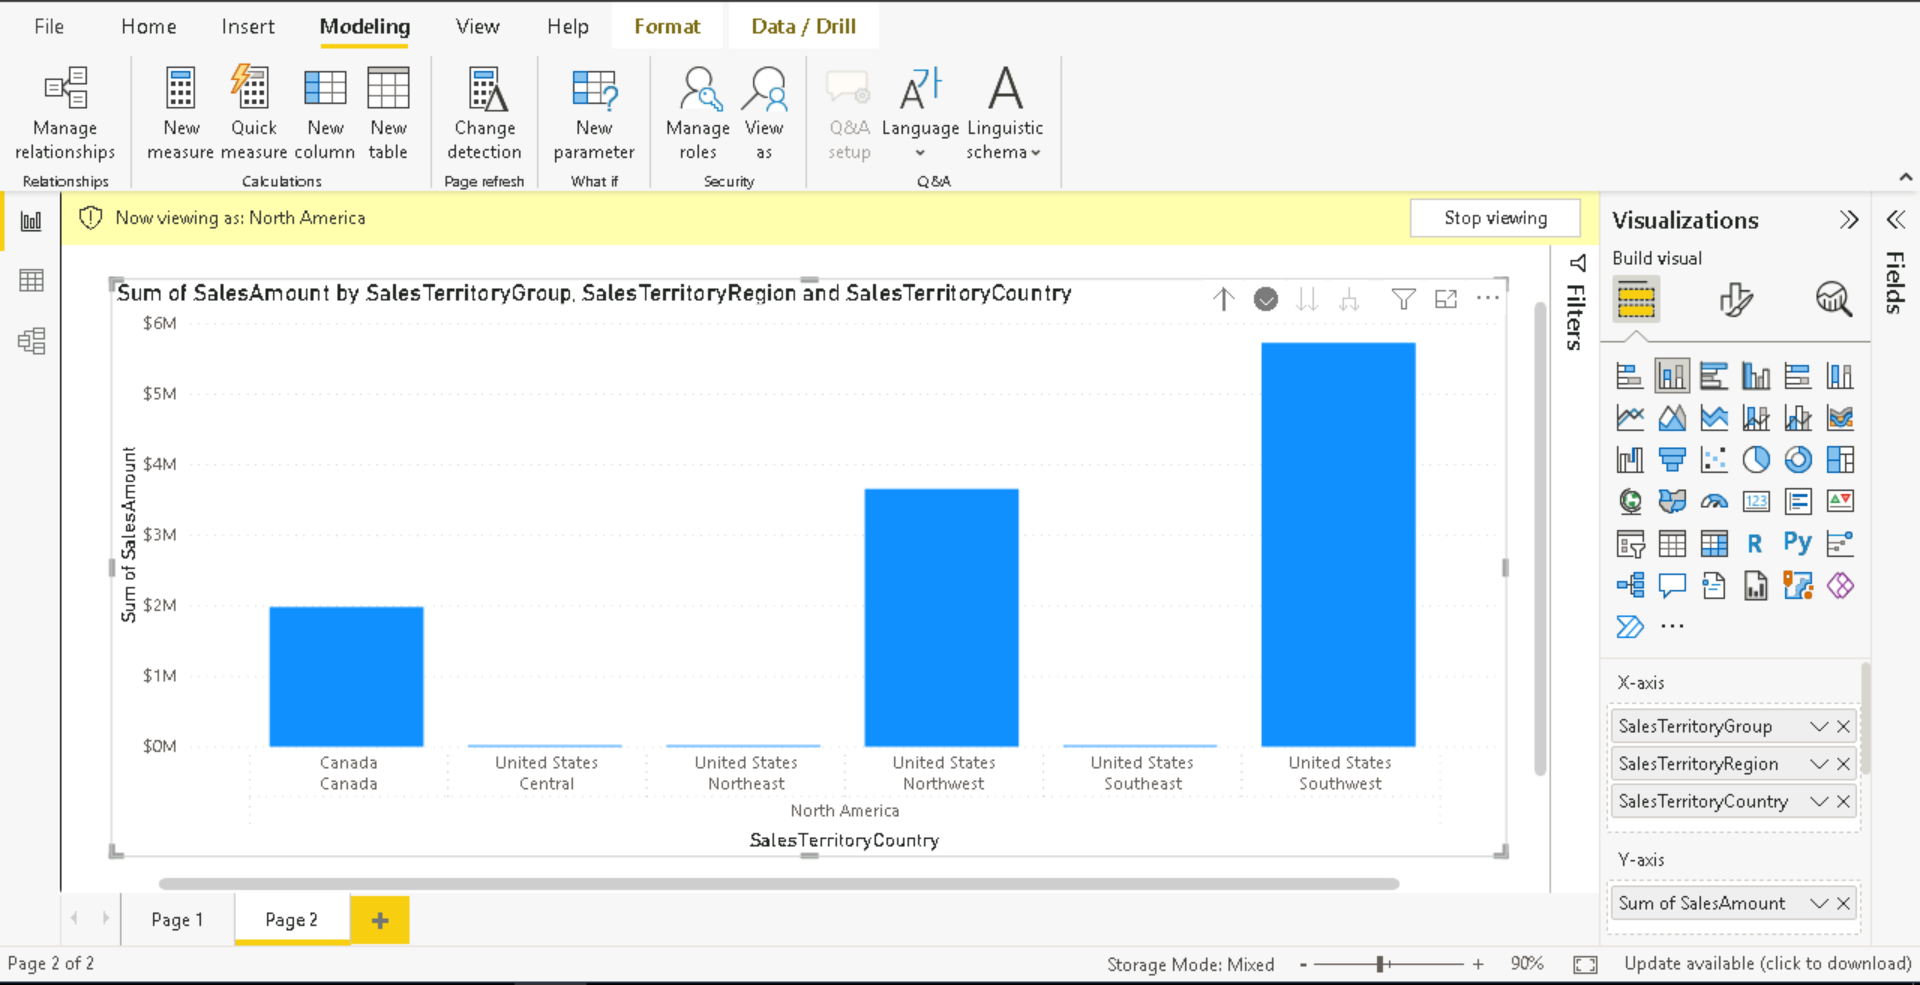 File Home Insert Modeling View Help Format Data / Drill
Manage relationships
New measure
Quick measure
New column
New table
Change detection
New parameter
Manage roles
View as
Q&A setup
Language
Linguistic schema
Relationships Calculations Page refresh What if Security Q&A
Now viewing as: North America
Stop viewing
Sum of SalesAmount by SalesTerritoryGroup, SalesTerritoryRegion and SalesTerritoryCountry
Sum of SalesAmount
$6M
$5M
$4M
$3M
$2M
$1M
$0M
Canada
Canada
United States
Central
United States
Northeast
United States
Northwest
United States
Southeast
United States
Southwest
North America
SalesTerritoryCountry
Filters
Visualizations
Build visual
123
R Py
X-axis
SalesTerritoryGroup
SalesTerritoryRegion
SalesTerritoryCountry
Y-axis
Sum of SalesAmount
Fields
Page 1 Page 2 +
Page 2 of 2
Storage Mode: Mixed - + 90% Update available (click to download)